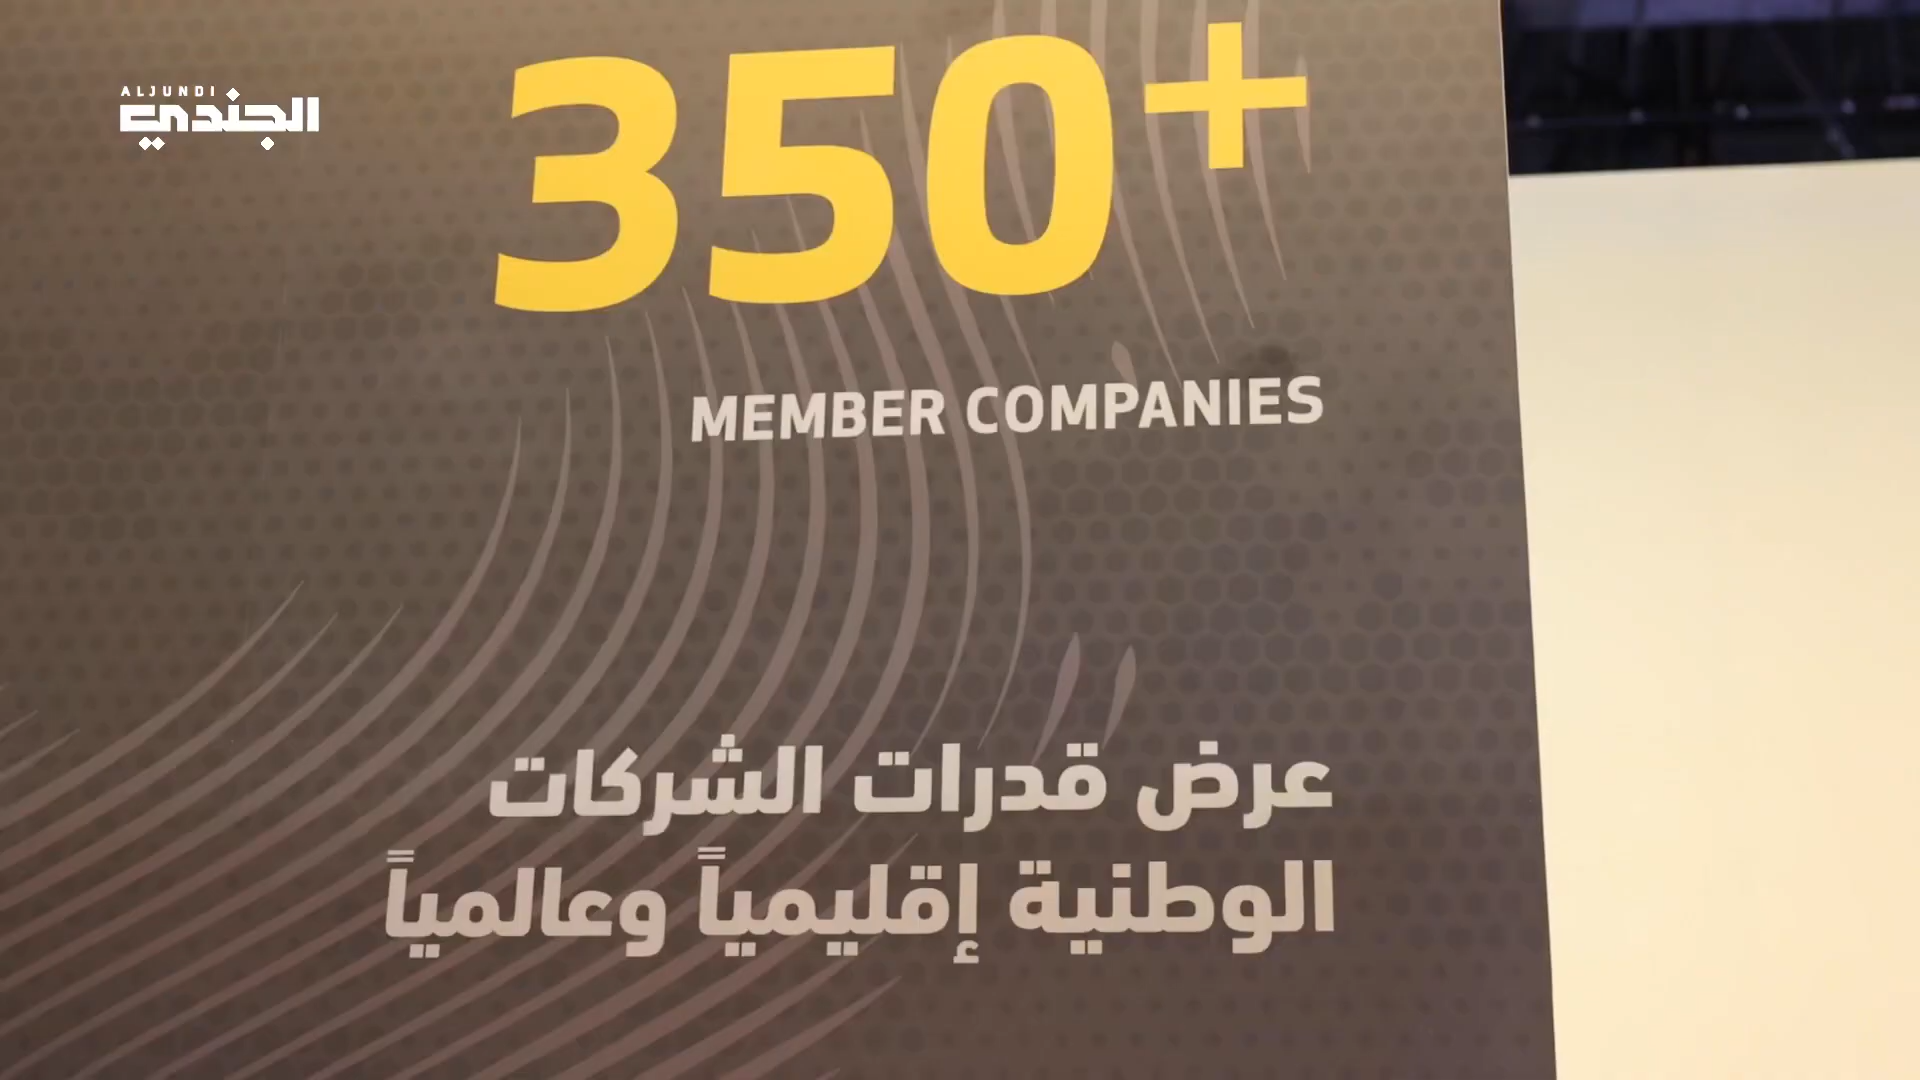 ALJUNDI
الجندي
350+
MEMBER COMPANIES
عرض قدرات الشركات
الوطنية إقليمياً وعالمياً